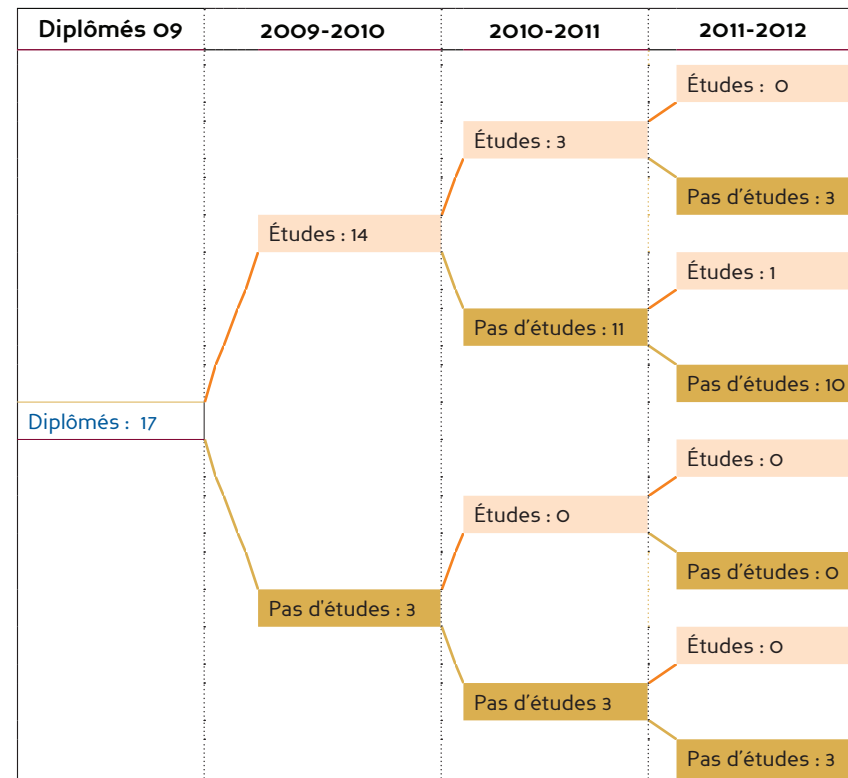 Diplômés 09 2009-2010 2010-2011 2011-2012
Études : 0
Études : 3
Pas d'études : 3
Études : 14
Études : 1
Pas d'études : 11
Pas d'études : 10
Diplômés : 17
Études : 0
Études : 0
Pas d'études : 0
Pas d'études : 3
Études : 0
Pas d'études 3
Pas d'études : 3